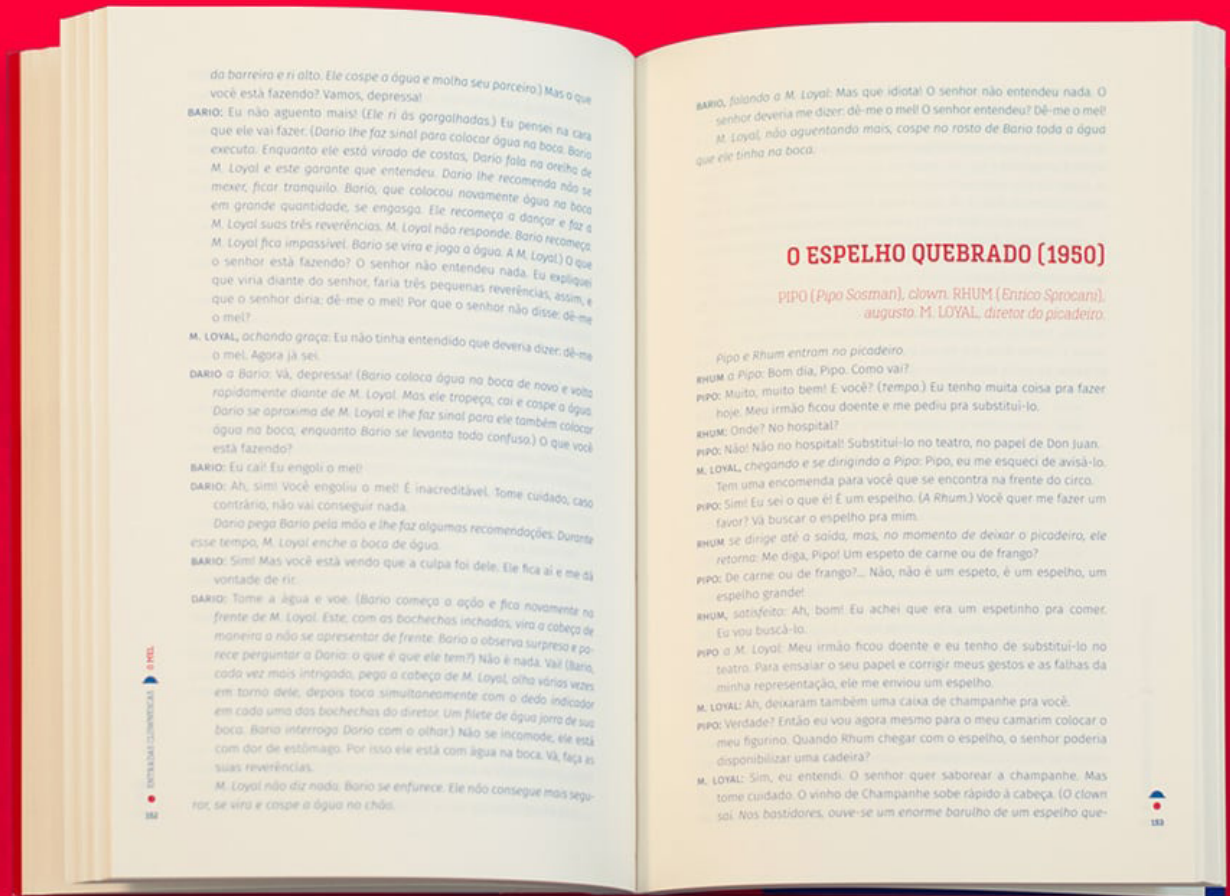 da barreira e ri alto. Ele cospe a água e molha seu parceiro.) Mas o que
você está fazendo? Vamos, depressa!
BARIO: Eu não aguento mais! (Ele ri às gargalhadas.) Eu pensei na cara
que ele vai fazer. (Dario lhe faz sinal para colocar água na boca. Bario
executa. Enquanto ele está virado de costas, Dario fala na orelha de
M. Loyal e este garante que entendeu. Dario lhe recomenda não se
mexer, ficar tranquilo. Bario, que colocou novamente água na boca
em grande quantidade, se engasga. Ele recomeça a dançar e faz a
M. Loyal suas três reverências. M. Loyal não responde. Bario recomeça.
M. Loyal fica impassível. Bario se vira e joga a água. A M. Loyal.) O que
o senhor está fazendo? O senhor não entendeu nada. Eu expliquei
que viria diante do senhor, faria três pequenas reverências, assim, e
que o senhor diria: dê-me o mel! Por que o senhor não disse: dê-me
o mel?
M. LOYAL, achando graça: Eu não tinha entendido que deveria dizer: dê-me
o mel. Agora já sei.
DARIO a Bario: Vá, depressa! (Bario coloca água na boca de novo e volta
rapidamente diante de M. Loyal. Mas ele tropeça, cai e cospe a água.
Dario se aproxima de M. Loyal e lhe faz sinal para ele também colocar
água na boca, enquanto Bario se levanta todo confuso.) O que você
está fazendo?
BARIO: Eu caí! Eu engoli o mel!
DARIO: Ah, sim! Você engoliu o mel! É inacreditável. Tome cuidado, caso
contrário, não vai conseguir nada.
Dario pega Bario pela mão e lhe faz algumas recomendações. Durante
esse tempo, M. Loyal enche a boca de água.
BARIO: Sim! Mas você está vendo que a culpa foi dele. Ele fica aí e me dá
vontade de rir.
DARIO: Tome a água e voe. (Bario começa a ação e fica novamente na
frente de M. Loyal. Este, com as bochechas inchadas, vira a cabeça de
maneira a não se apresentar de frente. Bario o observa surpreso e pa-
rece perguntar a Dario: o que é que ele tem?) Não é nada. Vai! (Bario,
cada vez mais intrigado, pega a cabeça de M. Loyal, olha várias vezes
em torno dele, depois toca simultaneamente com o dedo indicador
em cada uma das bochechas do diretor. Um filete de água jorra de sua
boca. Bario interroga Dario com o olhar.) Não se incomode, ele está
com dor de estômago. Por isso ele está com água na boca. Vá, faça as
suas reverências.
M. Loyal não diz nada. Bario se enfurece. Ele não consegue mais segu-
rar, se vira e cospe a água no chão.
ENTRADAS CLOWNESCAS O MEL
152
BARIO, falando a M. Loyal: Mas que idiota! O senhor não entendeu nada. O
senhor deveria me dizer: dê-me o mel! O senhor entendeu? Dê-me o mel!
M. Loyal, não aguentando mais, cospe no rosto de Bario toda a água
que ele tinha na boca.
O ESPELHO QUEBRADO (1950)
PIPO (Pipo Sosman), clown. RHUM (Enrico Sprocani),
augusto. M. LOYAL, diretor do picadeiro.
Pipo e Rhum entram no picadeiro.
RHUM a Pipo: Bom dia, Pipo. Como vai?
PIPO: Muito, muito bem! E você? (Tempo.) Eu tenho muita coisa pra fazer
hoje. Meu irmão ficou doente e me pediu pra substituí-lo.
RHUM: Onde? No hospital?
PIPO: Não! Não no hospital! Substituí-lo no teatro, no papel de Don Juan.
M. LOYAL, chegando e se dirigindo a Pipo: Pipo, eu me esqueci de avisá-lo.
Tem uma encomenda para você que se encontra na frente do circo.
PIPO: Sim! Eu sei o que é! É um espelho. (A Rhum.) Você quer me fazer um
favor? Vá buscar o espelho pra mim.
RHUM se dirige até a saída, mas, no momento de deixar o picadeiro, ele
retorna: Me diga, Pipo! Um espeto de carne ou de frango?
PIPO: De carne ou de frango?... Não, não é um espeto, é um espelho, um
espelho grande!
RHUM, satisfeito: Ah, bom! Eu achei que era um espetinho pra comer.
Eu vou buscá-lo.
PIPO a M. Loyal: Meu irmão ficou doente e eu tenho de substituí-lo no
teatro. Para ensaiar o seu papel e corrigir meus gestos e as falhas da
minha representação, ele me enviou um espelho.
M. LOYAL: Ah, deixaram também uma caixa de champanhe pra você.
PIPO: Verdade? Então eu vou agora mesmo para o meu camarim colocar o
meu figurino. Quando Rhum chegar com o espelho, o senhor poderia
disponibilizar uma cadeira?
M. LOYAL: Sim, eu entendi. O senhor quer saborear a champanhe. Mas
tome cuidado. O vinho de Champanhe sobe rápido à cabeça. (O clown
sai. Nos bastidores, ouve-se um enorme barulho de um espelho que-
153